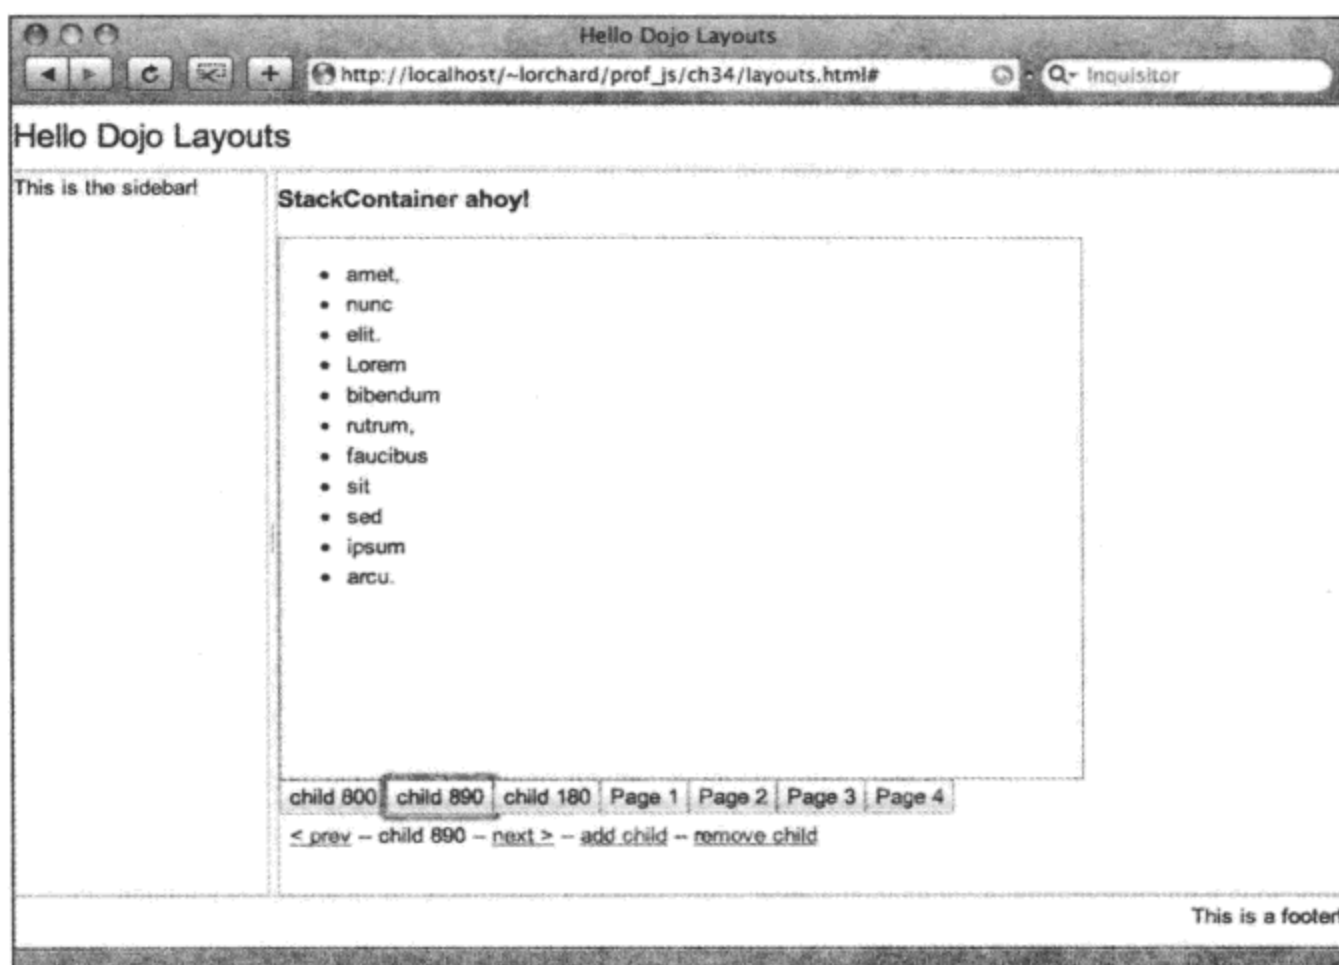 Hello Dojo Layouts
http://localhost/~lorchard/prof_js/ch34/layouts.html#
Inquisitor
Hello Dojo Layouts
This is the sidebar!
StackContainer ahoy!
• amet,
• nunc
• elit.
• Lorem
• bibendum
• rutrum,
• faucibus
• sit
• sed
• ipsum
• arcu.
child 800 child 890 child 180 Page 1 Page 2 Page 3 Page 4
< prev -- child 890 -- next > -- add child -- remove child
This is a footer!